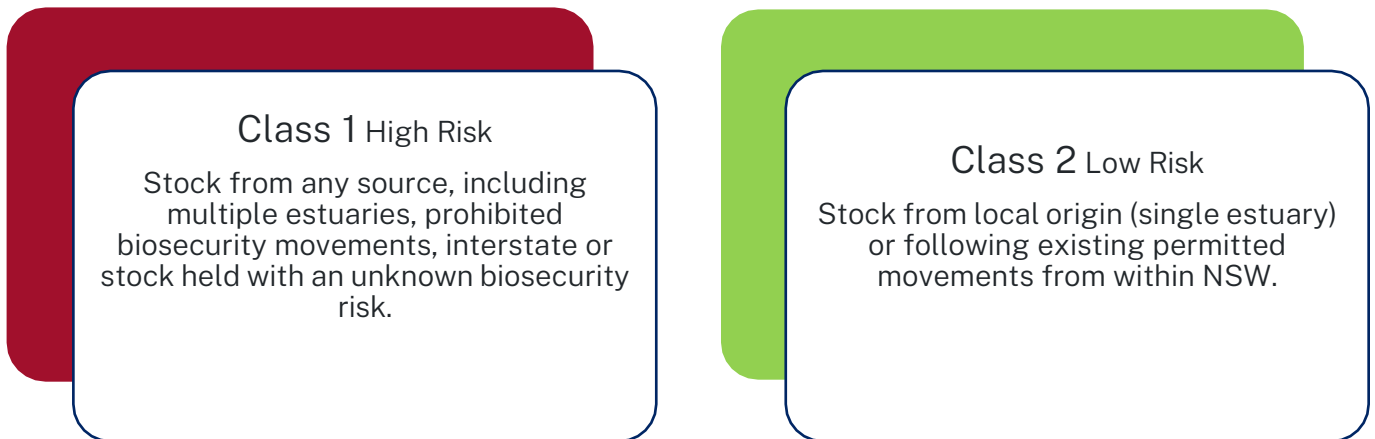 Class 1 High Risk
Stock from any source, including
multiple estuaries, prohibited
biosecurity movements, interstate or
stock held with an unknown biosecurity
risk.
Class 2 Low Risk
Stock from local origin (single estuary)
or following existing permitted
movements from within NSW.